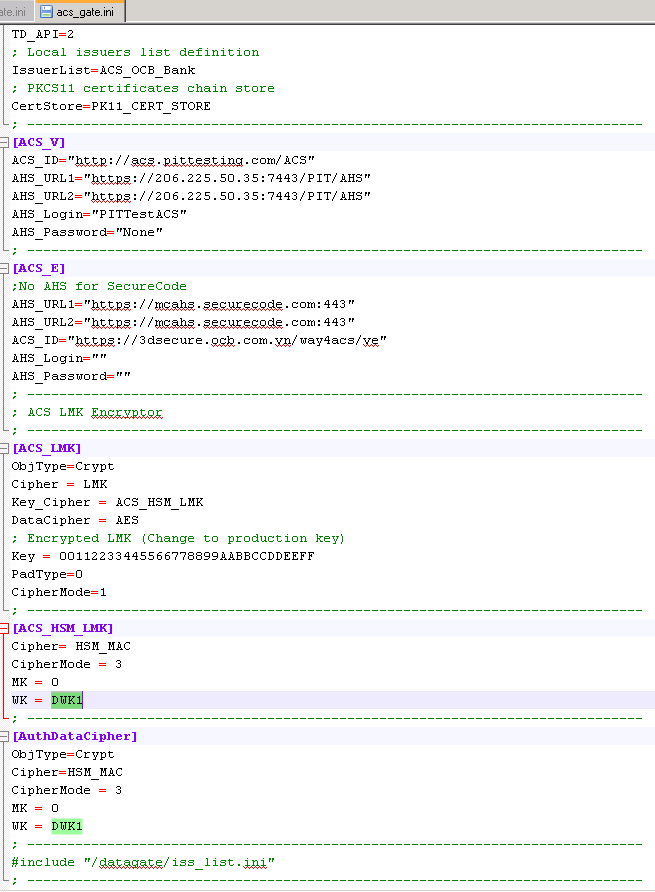 ate.ini acs_gate.ini
TD_API=2
; Local issuers list definition
IssuerList=ACS_OCB_Bank
; PKCS11 certificates chain store
CertStore=PK11_CERT_STORE
; ------------------------------------------------------------------------------
[ACS_V]
ACS_ID="http://acs.pittesting.com/ACS"
AHS_URL1="https://206.225.50.35:7443/PIT/AHS"
AHS_URL2="https://206.225.50.35:7443/PIT/AHS"
AHS_Login="PITTestACS"
AHS_Password="None"
; ------------------------------------------------------------------------------
[ACS_E]
;No AHS for SecureCode
AHS_URL1="https://mcahs.securecode.com:443"
AHS_URL2="https://mcahs.securecode.com:443"
ACS_ID="https://3dsecure.ocb.com.vn/way4acs/ve"
AHS_Login=""
AHS_Password=""
; ------------------------------------------------------------------------------
; ACS LMK Encryptor
; ------------------------------------------------------------------------------
[ACS_LMK]
ObjType=Crypt
Cipher = LMK
Key_Cipher = ACS_HSM_LMK
DataCipher = AES
; Encrypted LMK (Change to production key)
Key = 00112233445566778899AABBCCDDEEFF
PadType=0
CipherMode=1
; ------------------------------------------------------------------------------
[ACS_HSM_LMK]
Cipher= HSM_MAC
CipherMode = 3
MK = 0
WK = DWK1
; ------------------------------------------------------------------------------
[AuthDataCipher]
ObjType=Crypt
Cipher=HSM_MAC
CipherMode = 3
MK = 0
WK = DWK1
; ------------------------------------------------------------------------------
#include "/datagate/iss_list.ini"
; ------------------------------------------------------------------------------